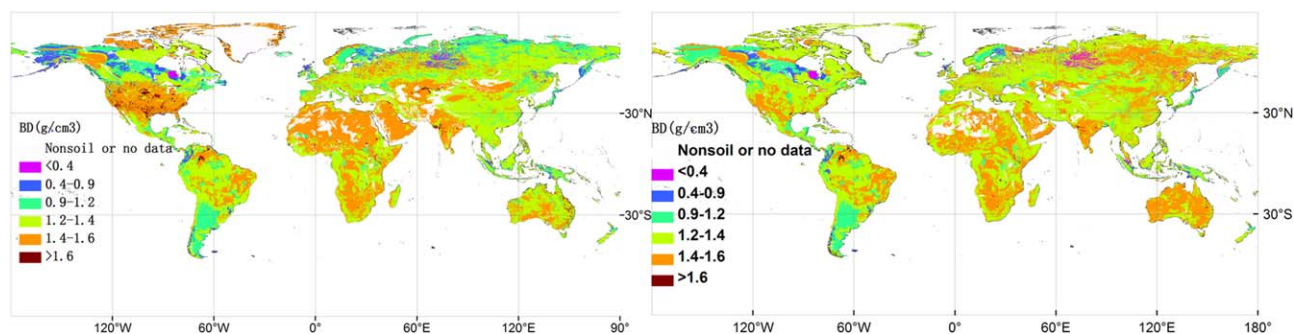 30°N
BD(g/cm3)
Nonsoil or no data
<0.4
0.4-0.9
0.9-1.2
1.2-1.4
1.4-1.6
>1.6
30°S
120°W 60°W 0° 60°E 120°E 90°
30°N
BD(g/cm3)
Nonsoil or no data
<0.4
0.4-0.9
0.9-1.2
1.2-1.4
1.4-1.6
>1.6
30°S
120°W 60°W 0° 60°E 120°E 180°